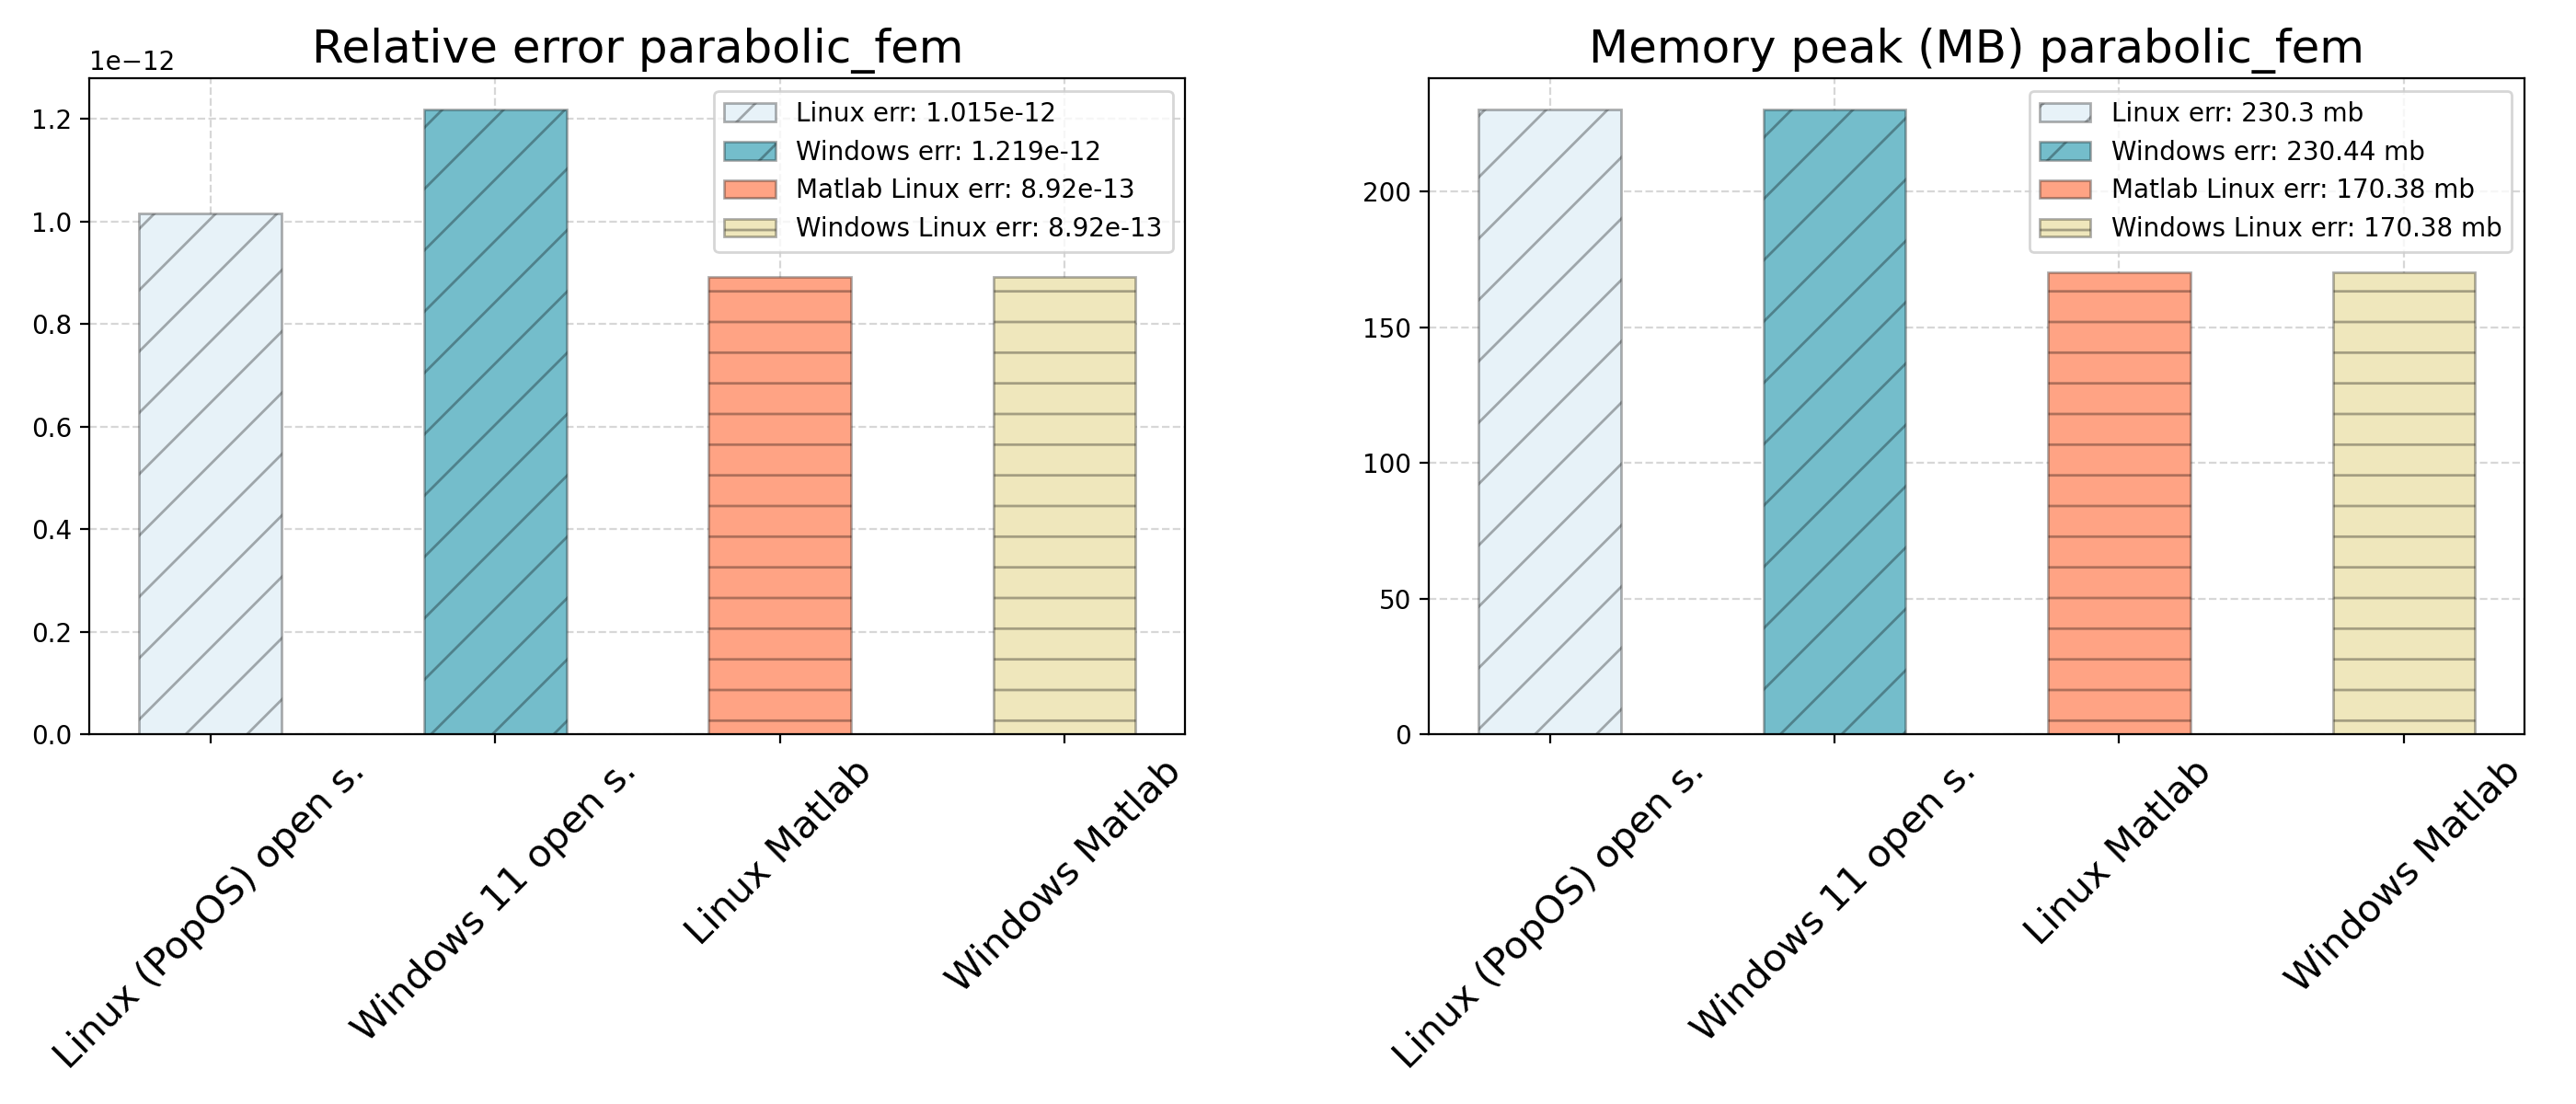 Relative error parabolic_fem
1e−12
1.2
1.0
0.8
0.6
0.4
0.2
0.0
Linux err: 1.015e-12
Windows err: 1.219e-12
Matlab Linux err: 8.92e-13
Windows Linux err: 8.92e-13
Linux (PopOS) open s.
Windows 11 open s.
Linux Matlab
Windows Matlab
Memory peak (MB) parabolic_fem
200
150
100
50
0
Linux err: 230.3 mb
Windows err: 230.44 mb
Matlab Linux err: 170.38 mb
Windows Linux err: 170.38 mb
Linux (PopOS) open s.
Windows 11 open s.
Linux Matlab
Windows Matlab